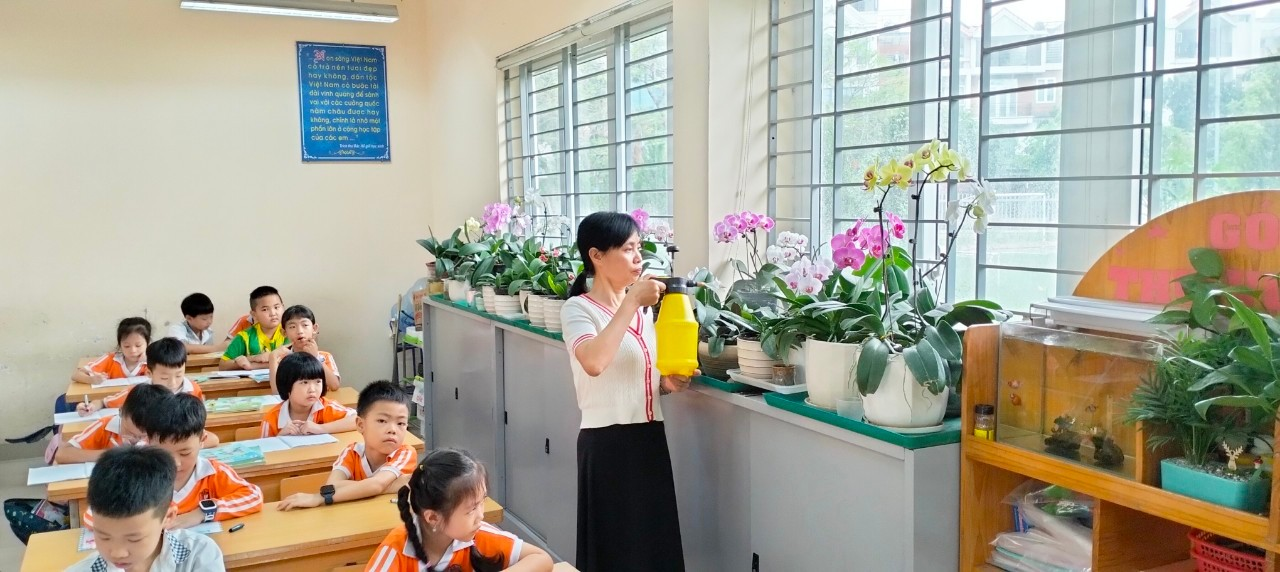 Non sông Việt Nam
có trở nên tươi đẹp
hay không, dân tộc
Việt Nam có bước tới
đài vinh quang để sánh
vai với các cường quốc
năm châu được hay
không, chính là nhờ một
phần lớn ở công học tập
của các em...
GÓ